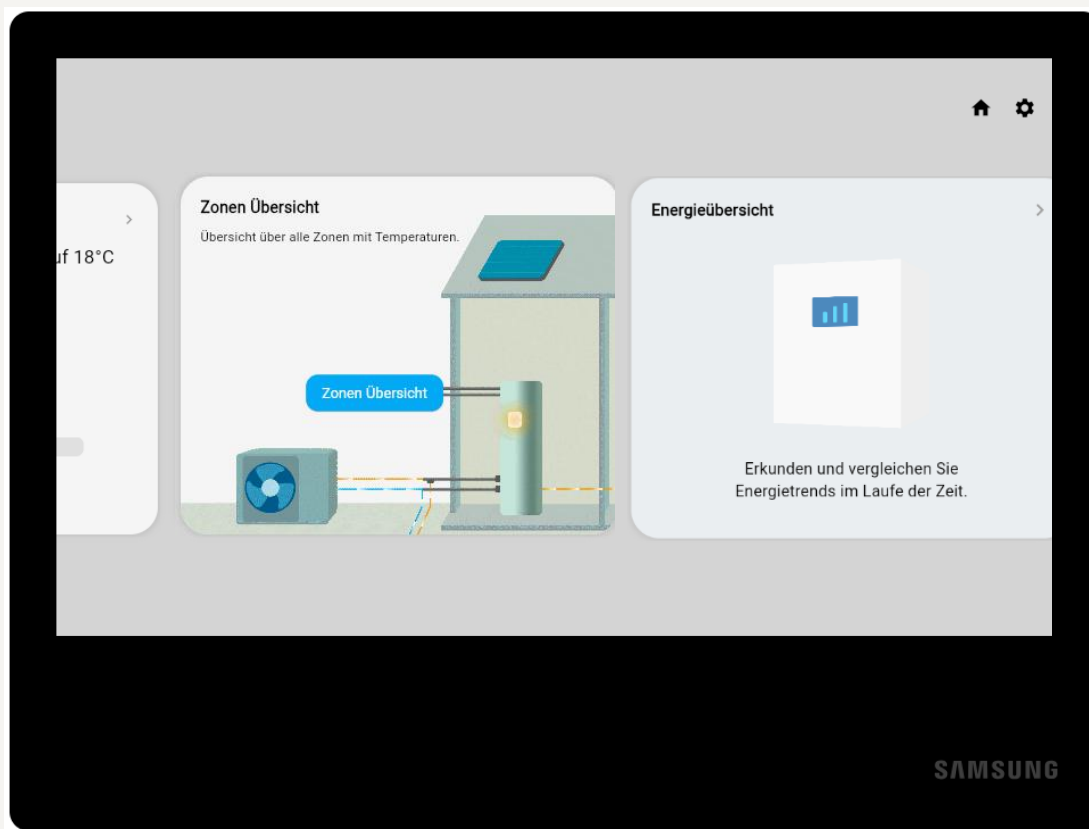 uf 18°C
Zonen Übersicht
Übersicht über alle Zonen mit Temperaturen.
Zonen Übersicht
Energieübersicht
Erkunden und vergleichen Sie
Energietrends im Laufe der Zeit.
SAMSUNG